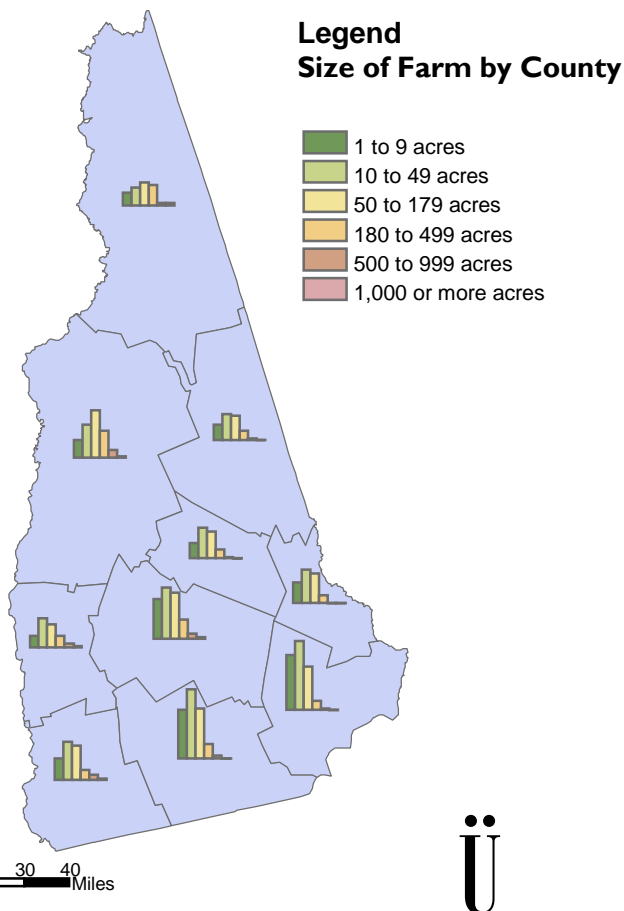 Legend
Size of Farm by County
1 to 9 acres
10 to 49 acres
50 to 179 acres
180 to 499 acres
500 to 999 acres
1,000 or more acres
30 40
Miles
Ü